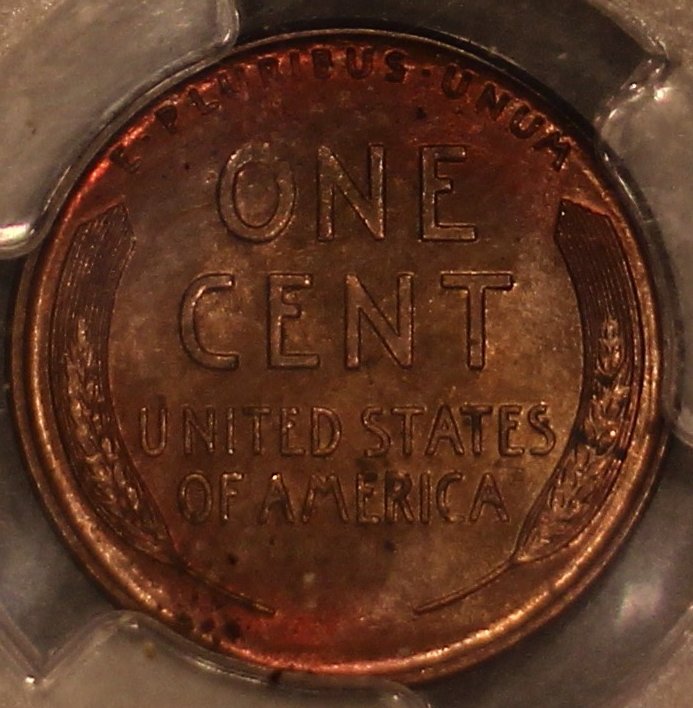 E·PLURIBUS·UNUM
ONE
CENT
UNITED STATES
OF AMERICA